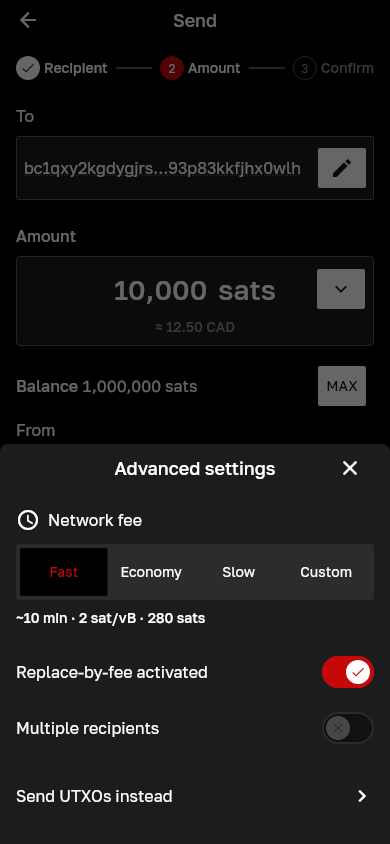 Send
Recipient 2 Amount 3 Confirm
To
bc1qxy2kgdygjrs...93p83kkfjhx0wlh
Amount
10,000 sats
≈ 12.50 CAD
Balance 1,000,000 sats MAX
From
Advanced settings
Network fee
Fast Economy Slow Custom
~10 min · 2 sat/vB · 280 sats
Replace-by-fee activated
Multiple recipients
Send UTXOs instead